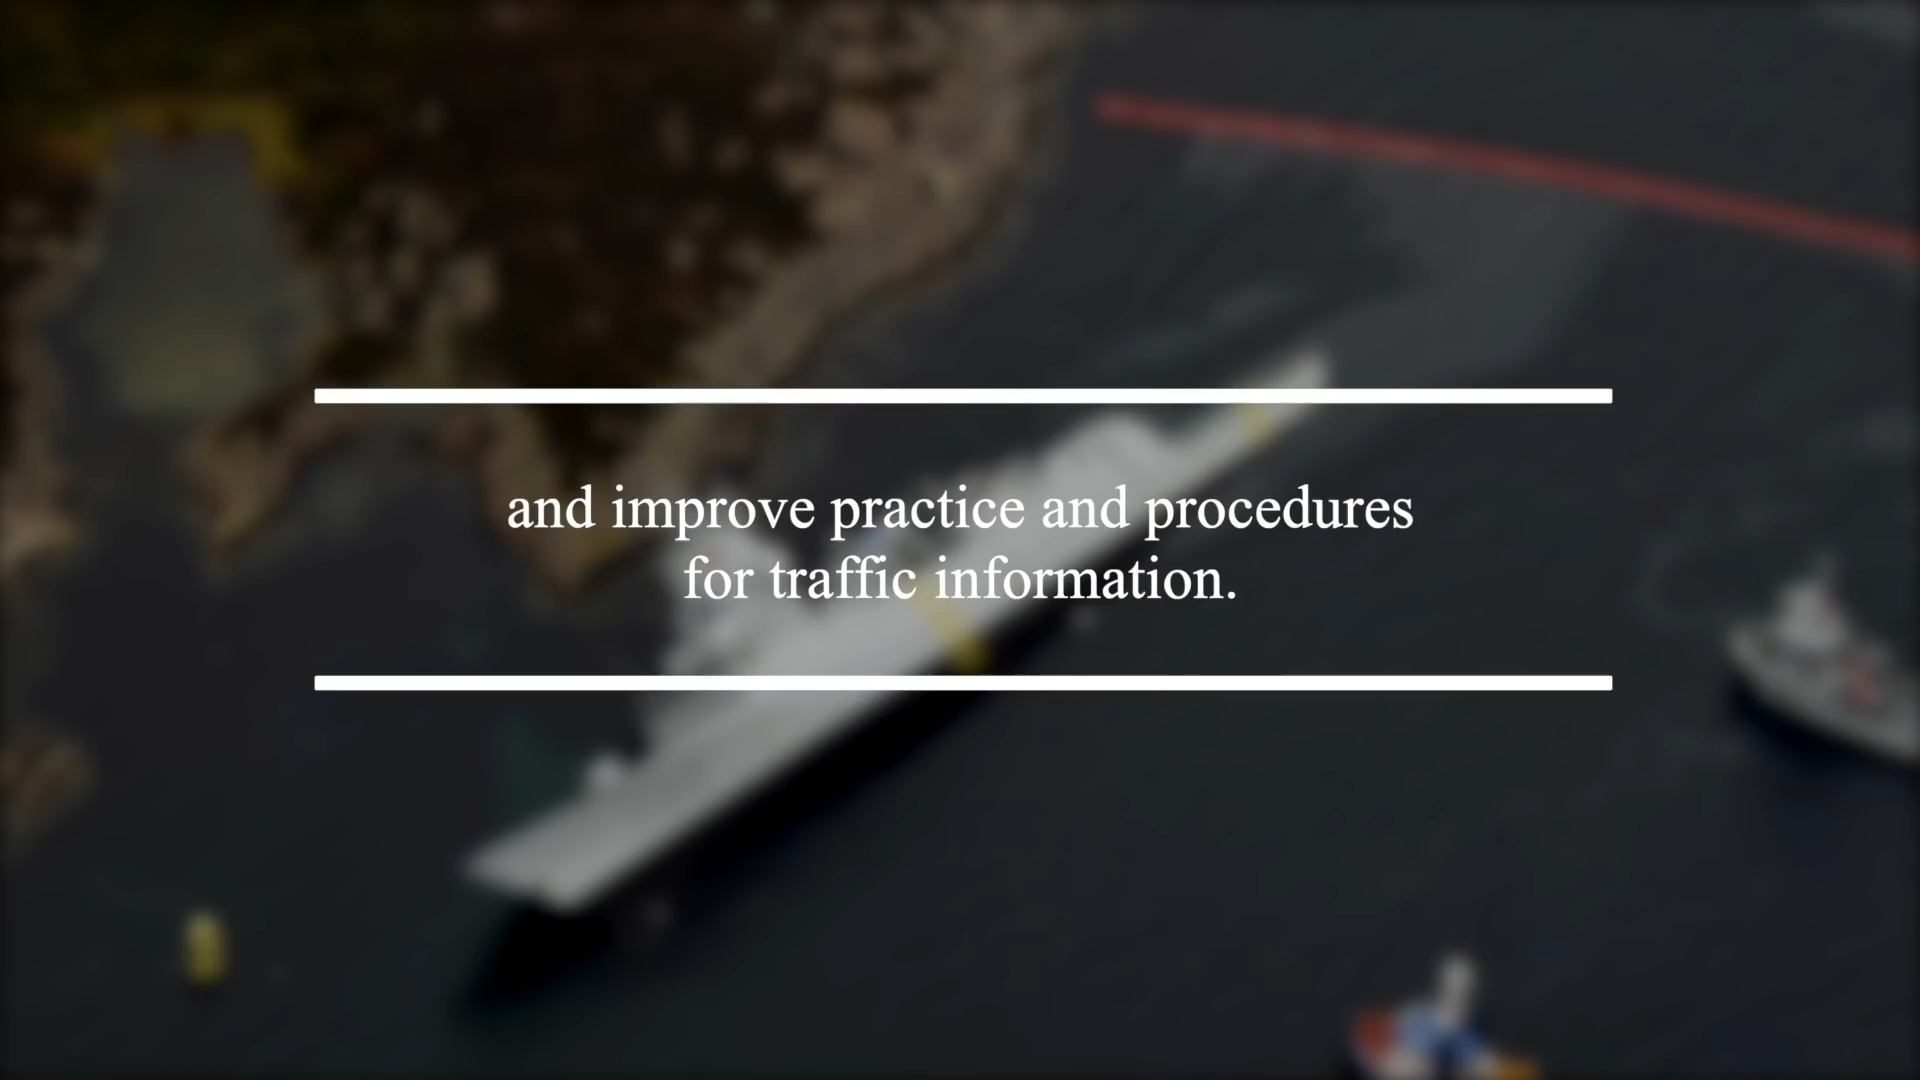 and improve practice and procedures
for traffic information.